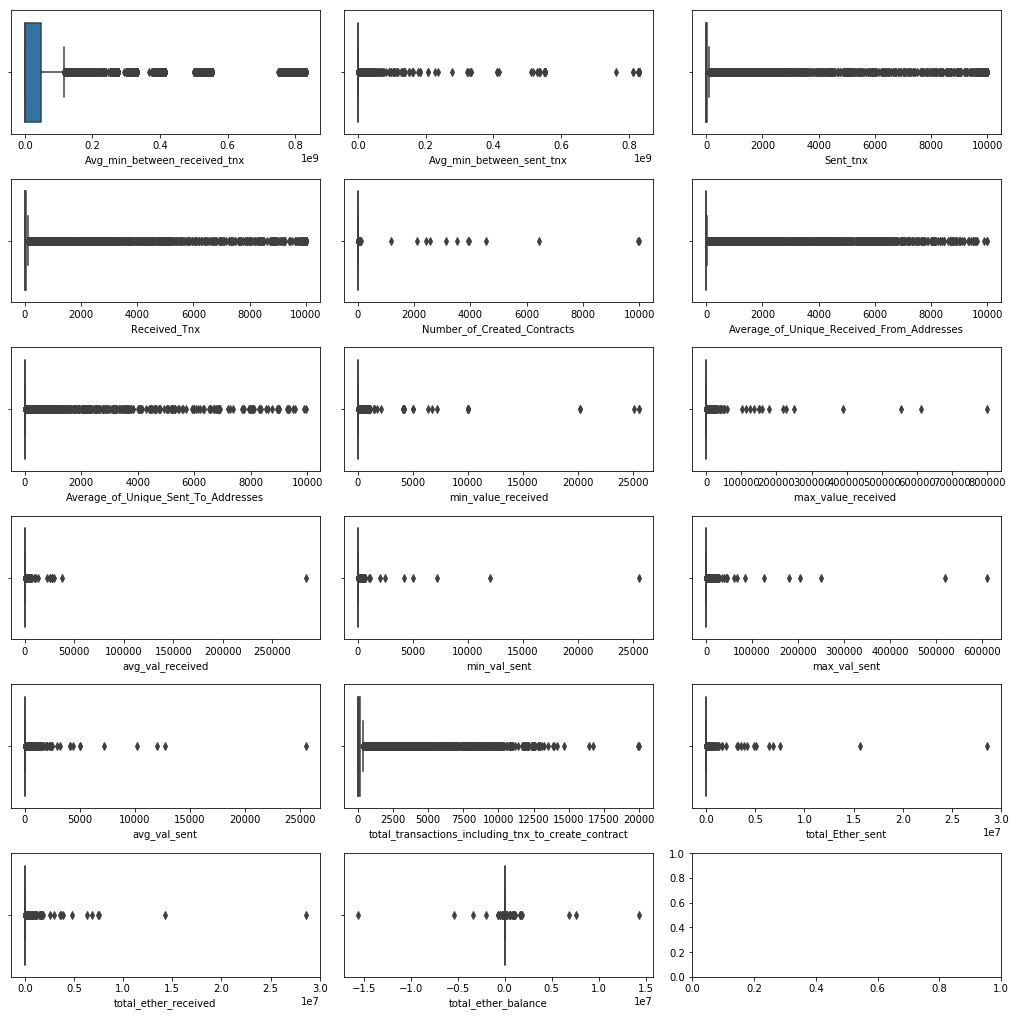 0.0 0.2 0.4 0.6 0.8
1e9
Avg_min_between_received_tnx
0.0 0.2 0.4 0.6 0.8
1e9
Avg_min_between_sent_tnx
0 2000 4000 6000 8000 10000
Sent_tnx
0 2000 4000 6000 8000 10000
Received_Tnx
0 2000 4000 6000 8000 10000
Number_of_Created_Contracts
0 2000 4000 6000 8000 10000
Average_of_Unique_Received_From_Addresses
0 2000 4000 6000 8000 10000
Average_of_Unique_Sent_To_Addresses
0 5000 10000 15000 20000 25000
min_value_received
0 100000 200000 300000 400000 500000 600000 700000 800000
max_value_received
0 50000 100000 150000 200000 250000
avg_val_received
0 5000 10000 15000 20000 25000
min_val_sent
0 100000 200000 300000 400000 500000 600000
max_val_sent
0 5000 10000 15000 20000 25000
avg_val_sent
0 2500 5000 7500 10000 12500 15000 17500 20000
total_transactions_including_tnx_to_create_contract
0.0 0.5 1.0 1.5 2.0 2.5 3.0
1e7
total_Ether_sent
0.0 0.5 1.0 1.5 2.0 2.5 3.0
1e7
total_ether_received
−1.5 −1.0 −0.5 0.0 0.5 1.0 1.5
1e7
total_ether_balance
1.0
0.8
0.6
0.4
0.2
0.0
0.0 0.2 0.4 0.6 0.8 1.0